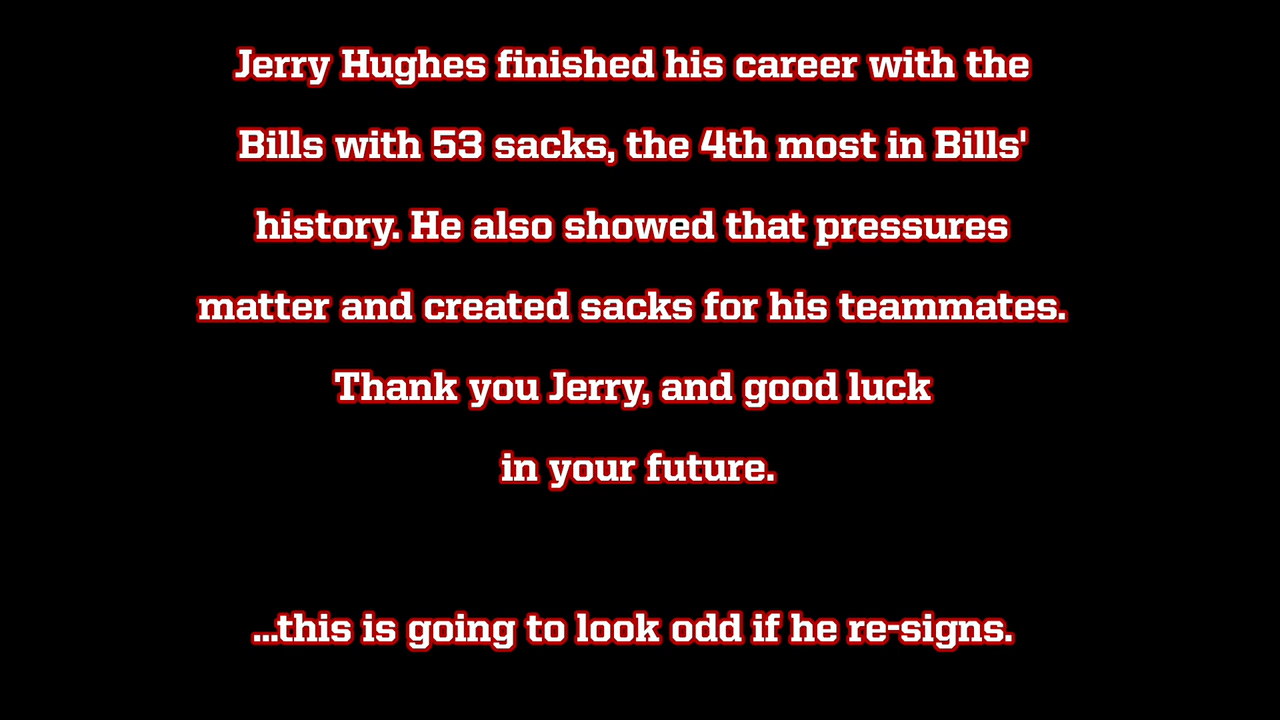 Jerry Hughes finished his career with the
Bills with 53 sacks, the 4th most in Bills'
history. He also showed that pressures
matter and created sacks for his teammates.
Thank you Jerry, and good luck
in your future.
...this is going to look odd if he re-signs.